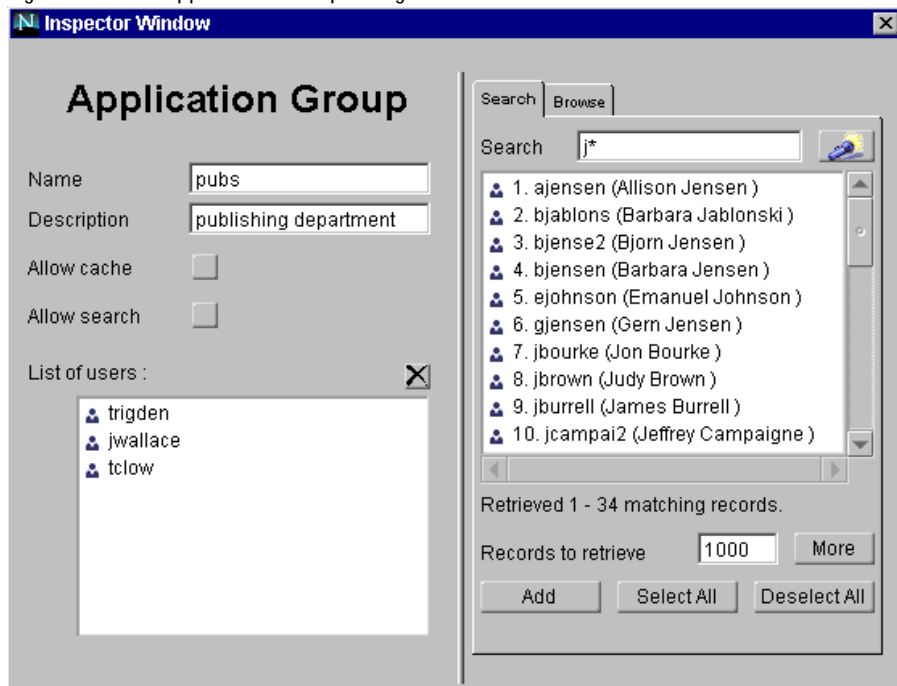 Inspector Window
Application Group
Name pubs
Description publishing department
Allow cache
Allow search
List of users :
trigden
jwallace
tclow
Search Browse
Search j*
1. ajensen (Allison Jensen )
2. bjablons (Barbara Jablonski )
3. bjense2 (Bjorn Jensen )
4. bjensen (Barbara Jensen )
5. ejohnson (Emanuel Johnson )
6. gjensen (Gern Jensen )
7. jbourke (Jon Bourke )
8. jbrown (Judy Brown )
9. jburrell (James Burrell )
10. jcampai2 (Jeffrey Campaigne )
Retrieved 1 - 34 matching records.
Records to retrieve 1000 More
Add Select All Deselect All